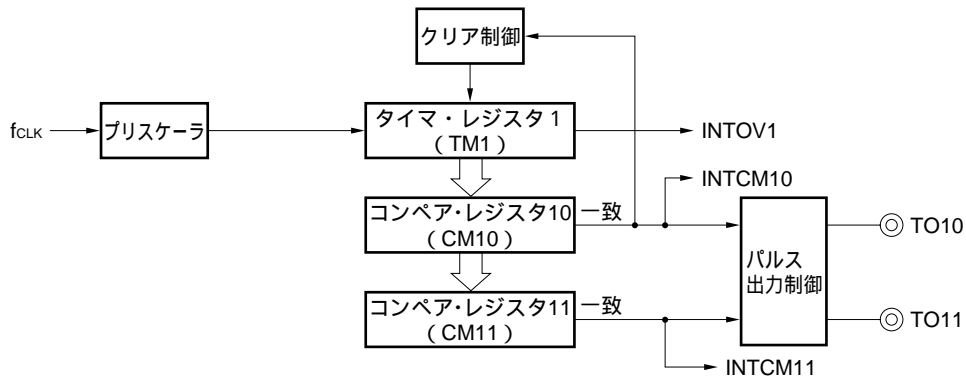 クリア制御
fCLK
プリスケーラ
タイマ・レジスタ1
(TM1)
INTOV1
INTCM10
コンペア・レジスタ10
(CM10)
一致
TO10
パルス
出力制御
コンペア・レジスタ11
(CM11)
一致
TO11
INTCM11